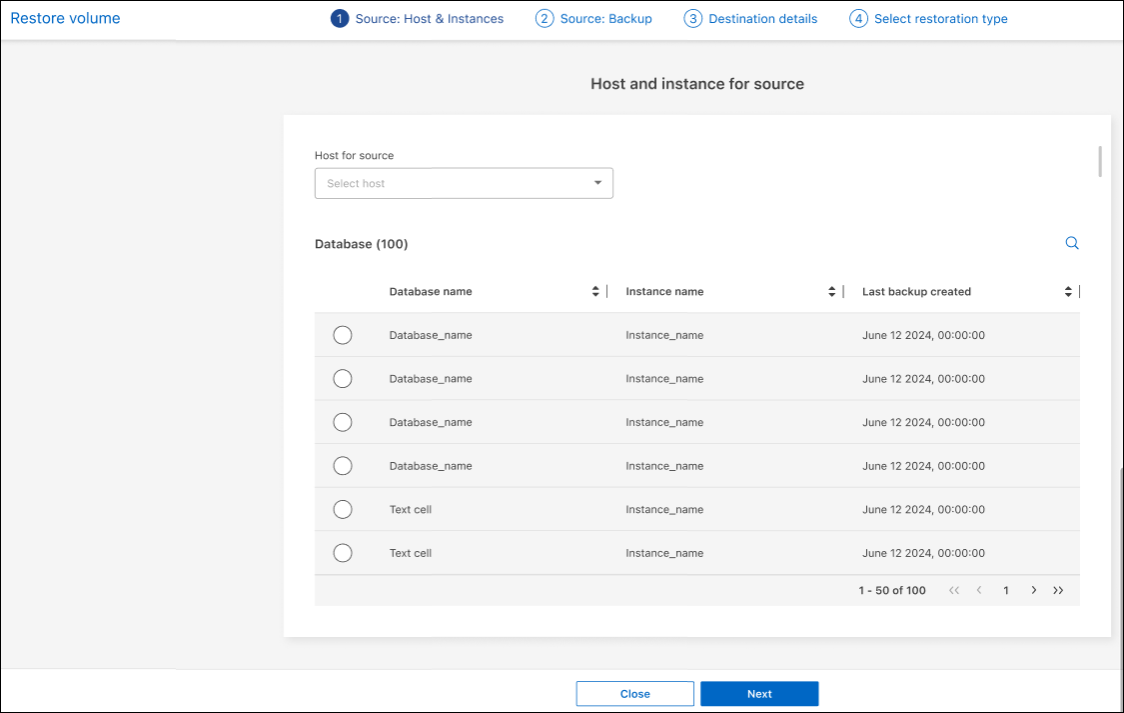 Restore volume
1 Source: Host & Instances
2 Source: Backup
3 Destination details
4 Select restoration type
Host and instance for source
Host for source
Select host
Database (100)
Database name Instance name Last backup created
Database_name Instance_name June 12 2024, 00:00:00
Database_name Instance_name June 12 2024, 00:00:00
Database_name Instance_name June 12 2024, 00:00:00
Database_name Instance_name June 12 2024, 00:00:00
Text cell Instance_name June 12 2024, 00:00:00
Text cell Instance_name June 12 2024, 00:00:00
1 - 50 of 100 << < 1 > >>
Close Next